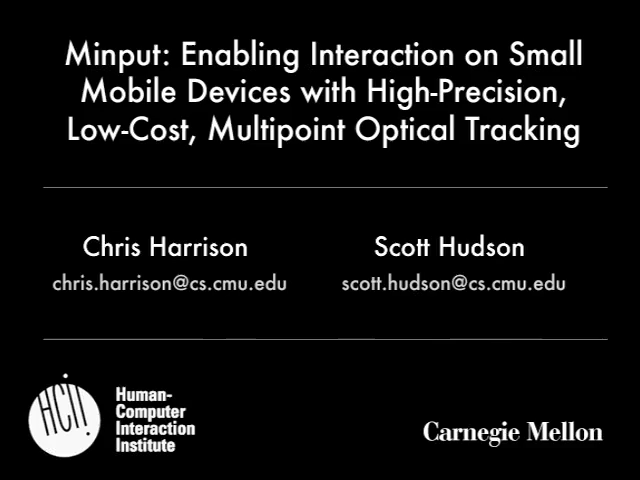 Minput: Enabling Interaction on Small
Mobile Devices with High-Precision,
Low-Cost, Multipoint Optical Tracking
Chris Harrison
chris.harrison@cs.cmu.edu
Scott Hudson
scott.hudson@cs.cmu.edu
HCII
Human-
Computer
Interaction
Institute
Carnegie Mellon